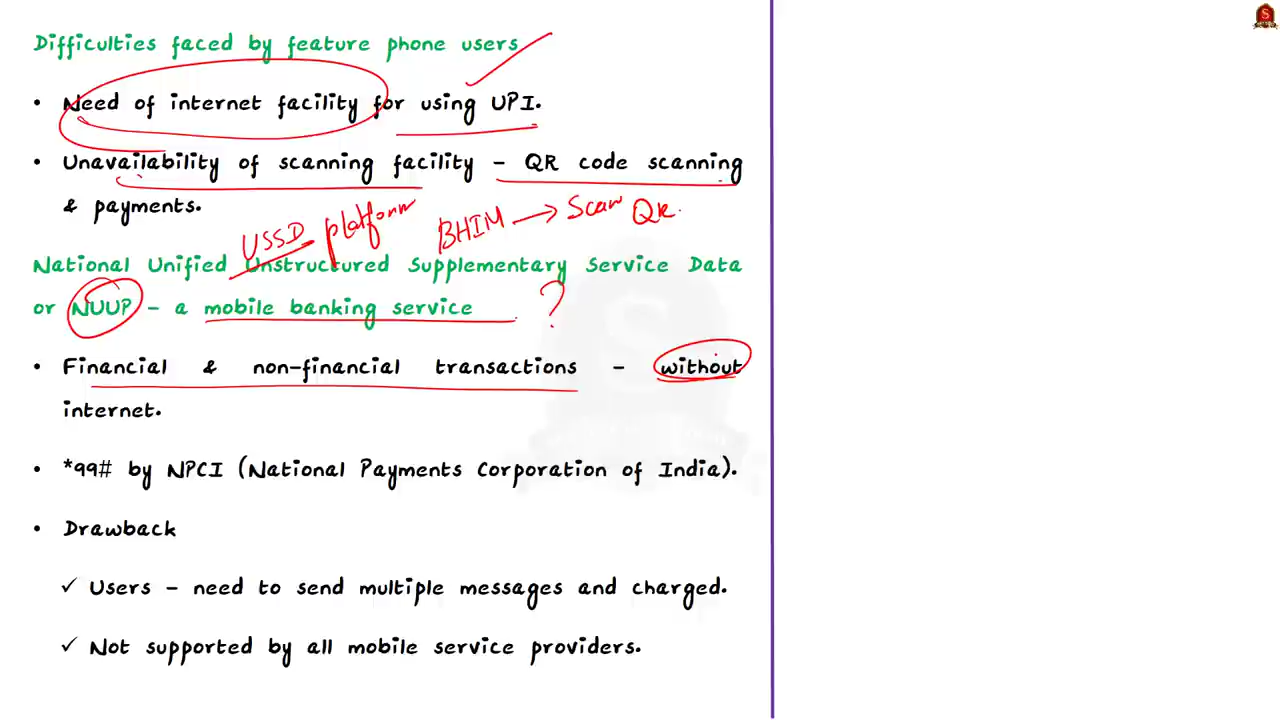 Difficulties faced by feature phone users
• Need of internet facility for using UPI.
• Unavailability of scanning facility - QR code scanning
& payments.
USSD platform BHIM → Scan QR.
National Unified Unstructured Supplementary Service Data
or NUUP - a mobile banking service ?
• Financial & non-financial transactions - without
internet.
• *99# by NPCI (National Payments Corporation of India).
• Drawback
✓ Users - need to send multiple messages and charged.
✓ Not supported by all mobile service providers.